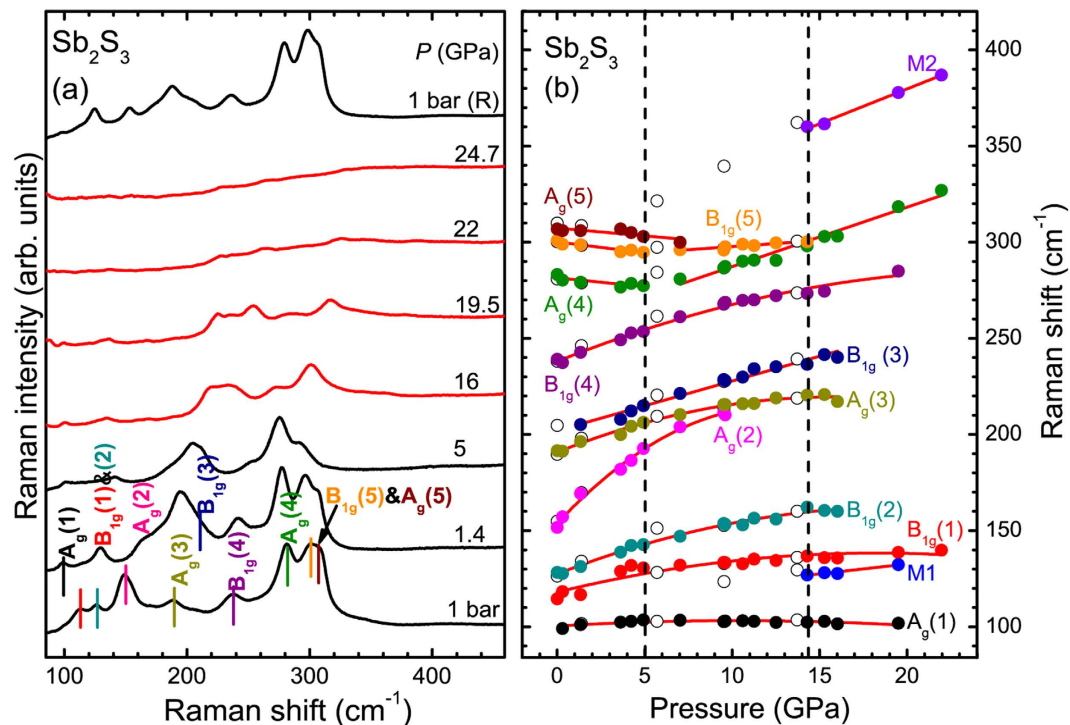 Sb2S3
(a)
P (GPa)
1 bar (R)
24.7
22
19.5
16
5
1.4
1 bar
Ag(1)
B1g(1)&(2)
Ag(2)
Ag(3)
B1g(3)
B1g(4)
Ag(4)
B1g(5)&Ag(5)
Raman intensity (arb. units)
100 200 300 400
Raman shift (cm-1)
Sb2S3
(b)
M2
Ag(5)
B1g(5)
Ag(4)
B1g(4)
B1g(3)
Ag(3)
Ag(2)
B1g(2)
B1g(1)
M1
Ag(1)
400
350
300
250
200
150
100
Raman shift (cm-1)
0 5 10 15 20
Pressure (GPa)